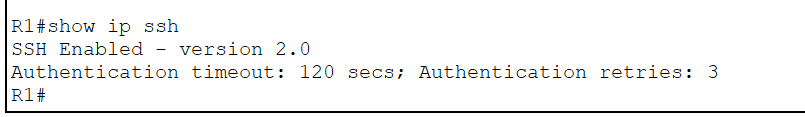 R1#show ip ssh
SSH Enabled - version 2.0
Authentication timeout: 120 secs; Authentication retries: 3
R1#